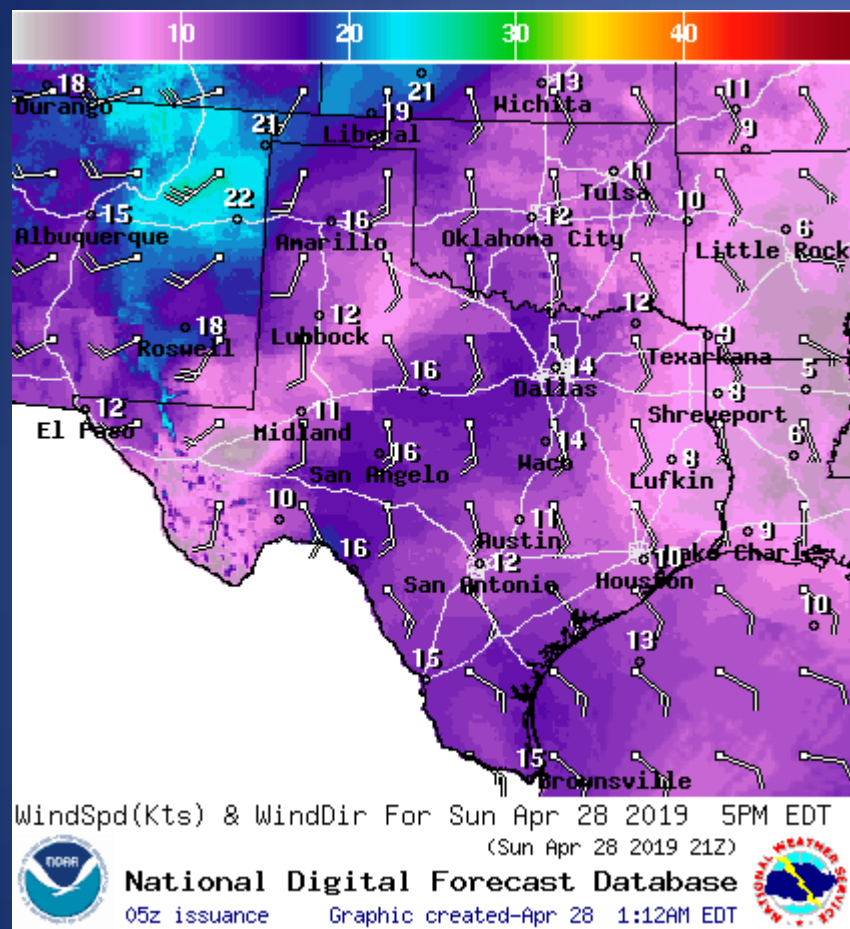 10 20 30 40
18 21 13 11
Durango Wichita
19
Liberal
21 9
11
Tulsa
15 22 16 12 10 6
Albuquerque Amarillo Oklahoma City Little Rock
18 12 12 9
Roswell Lubbock Texarkana
16 14 5
Dallas 8
12 11 Shreveport
El Paso Midland
16 14 8 6
San Angelo Waco Lufkin
10 11 9
Austin Lake Charles
16 12 10
San Antonio Houston
10
13
15
15
Brownsville
WindSpd(Kts) & WindDir For Sun Apr 28 2019 5PM EDT
(Sun Apr 28 2019 21Z)
National Digital Forecast Database
05z issuance Graphic created-Apr 28 1:12AM EDT
NOAA
NATIONAL WEATHER SERVICE